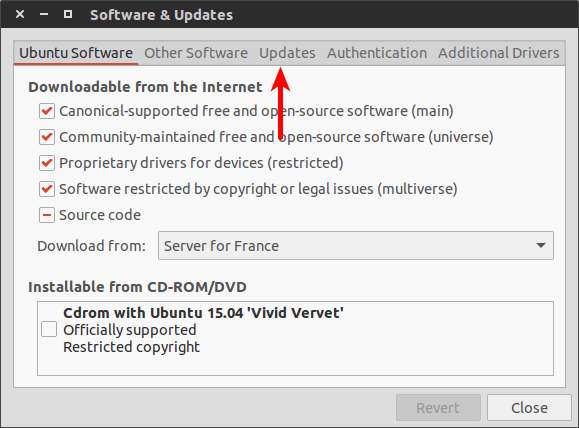 Software & Updates
Ubuntu Software Other Software Updates Authentication Additional Drivers
Downloadable from the Internet
Canonical-supported free and open-source software (main)
Community-maintained free and open-source software (universe)
Proprietary drivers for devices (restricted)
Software restricted by copyright or legal issues (multiverse)
Source code
Download from: Server for France
Installable from CD-ROM/DVD
Cdrom with Ubuntu 15.04 'Vivid Vervet'
Officially supported
Restricted copyright
Revert Close